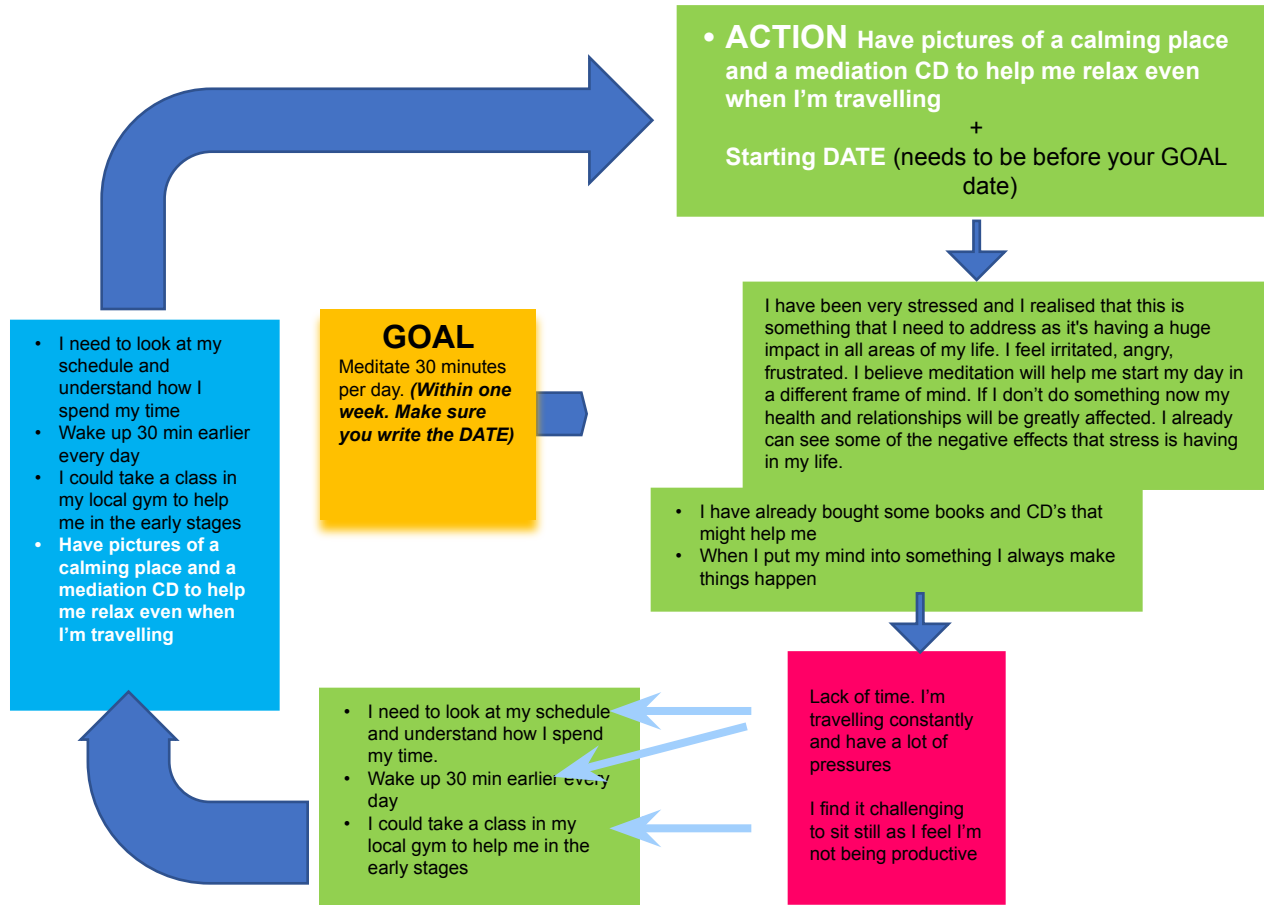 • ACTION Have pictures of a calming place
and a mediation CD to help me relax even
when I'm travelling
+
Starting DATE (needs to be before your GOAL
date)
I have been very stressed and I realised that this is
something that I need to address as it's having a huge
impact in all areas of my life. I feel irritated, angry,
frustrated. I believe meditation will help me start my day in
a different frame of mind. If I don't do something now my
health and relationships will be greatly affected. I already
can see some of the negative effects that stress is having
in my life.
• I have already bought some books and CD's that
might help me
• When I put my mind into something I always make
things happen
Lack of time. I'm
travelling constantly
and have a lot of
pressures
I find it challenging
to sit still as I feel I'm
not being productive
• I need to look at my schedule
and understand how I spend
my time.
• Wake up 30 min earlier every
day
• I could take a class in my
local gym to help me in the
early stages
• I need to look at my
schedule and
understand how I
spend my time
• Wake up 30 min earlier
every day
• I could take a class in
my local gym to help
me in the early stages
• Have pictures of a
calming place and a
mediation CD to help
me relax even when
I'm travelling
GOAL
Meditate 30 minutes
per day. (Within one
week. Make sure
you write the DATE)